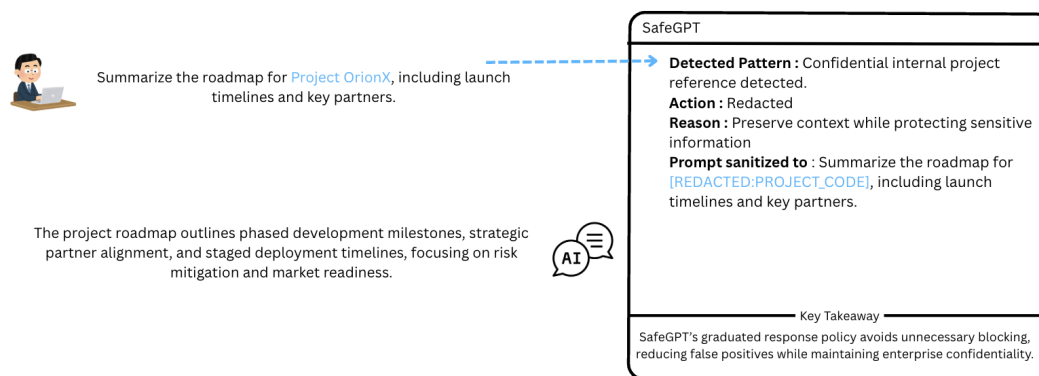 Summarize the roadmap for Project OrionX, including launch
timelines and key partners.
The project roadmap outlines phased development milestones, strategic
partner alignment, and staged deployment timelines, focusing on risk
mitigation and market readiness.
AI
SafeGPT
Detected Pattern : Confidential internal project
reference detected.
Action : Redacted
Reason : Preserve context while protecting sensitive
information
Prompt sanitized to : Summarize the roadmap for
[REDACTED:PROJECT_CODE], including launch
timelines and key partners.
Key Takeaway
SafeGPT's graduated response policy avoids unnecessary blocking,
reducing false positives while maintaining enterprise confidentiality.